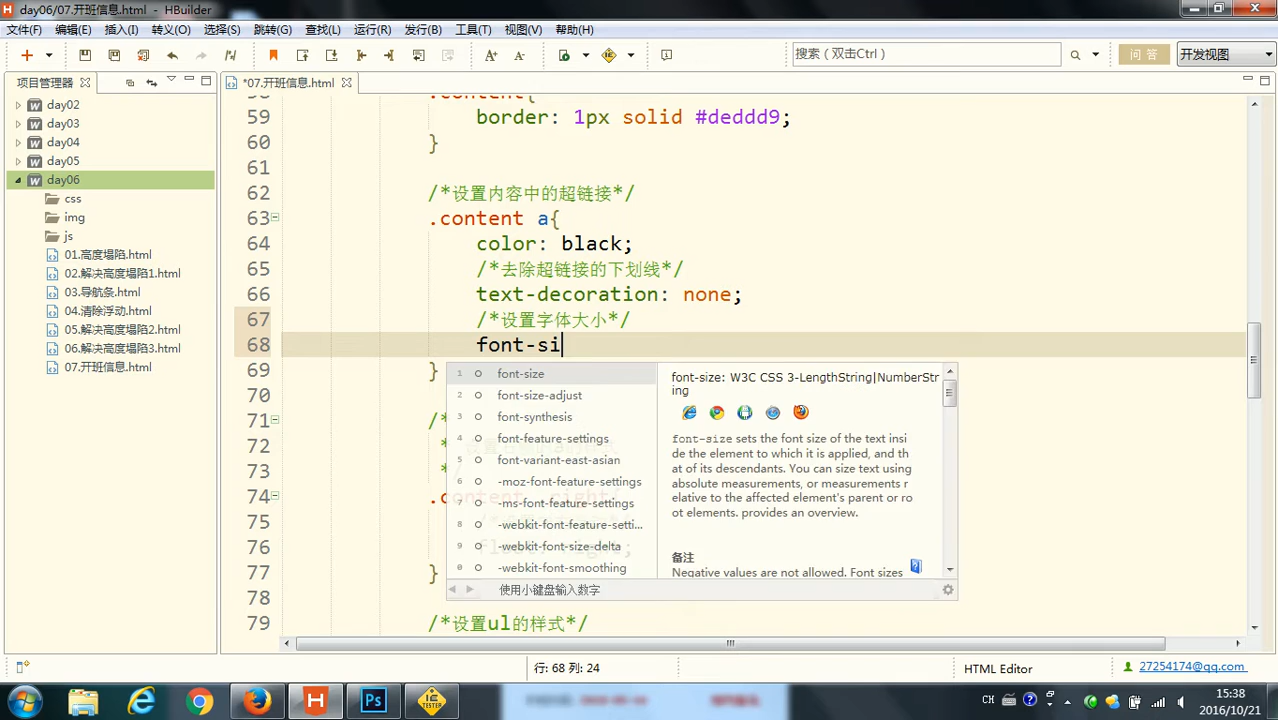 day06/07.开班信息.html - HBuilder
文件(F) 编辑(E) 插入(I) 转义(O) 选择(S) 跳转(G) 查找(L) 运行(R) 发行(B) 工具(T) 视图(V) 帮助(H)
搜索（双击Ctrl） 问 答 开发视图
项目管理器
*07.开班信息.html
day02
day03
day04
day05
day06
css
img
js
01.高度塌陷.html
02.解决高度塌陷1.html
03.导航条.html
04.清除浮动.html
05.解决高度塌陷2.html
06.解决高度塌陷3.html
07.开班信息.html
.content{
59 border: 1px solid #deddd9;
60 }
61
62 /*设置内容中的超链接*/
63 .content a{
64 color: black;
65 /*去除超链接的下划线*/
66 text-decoration: none;
67 /*设置字体大小*/
68 font-si
69 }
70
71 /*
72
73
74
75
76
77 }
78
79 /*设置ul的样式*/
1 font-size
2 font-size-adjust
3 font-synthesis
4 font-feature-settings
5 font-variant-east-asian
6 -moz-font-feature-settings
7 -ms-font-feature-settings
8 -webkit-font-feature-setti...
9 -webkit-font-size-delta
0 -webkit-font-smoothing
使用小键盘输入数字
font-size: W3C CSS 3-LengthString|NumberStr
ing
font-size sets the font size of the text insi
de the element to which it is applied, and th
at of its descendants. You can size text using
absolute measurements, or measurements r
elative to the affected element's parent or ro
ot elements. provides an overview.
备注
Negative values are not allowed. Font sizes
行: 68 列: 24
HTML Editor
27254174@qq.com
CH
15:38
2016/10/21